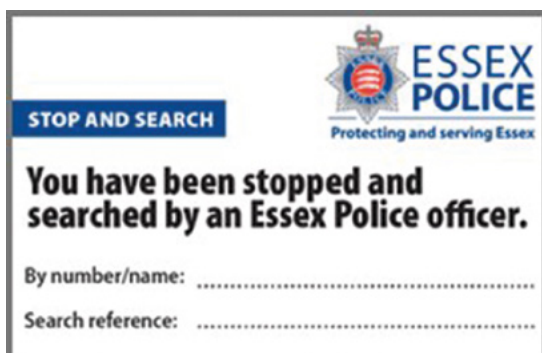 ESSEX
POLICE
Protecting and serving Essex
STOP AND SEARCH
You have been stopped and
searched by an Essex Police officer.
By number/name:
Search reference: